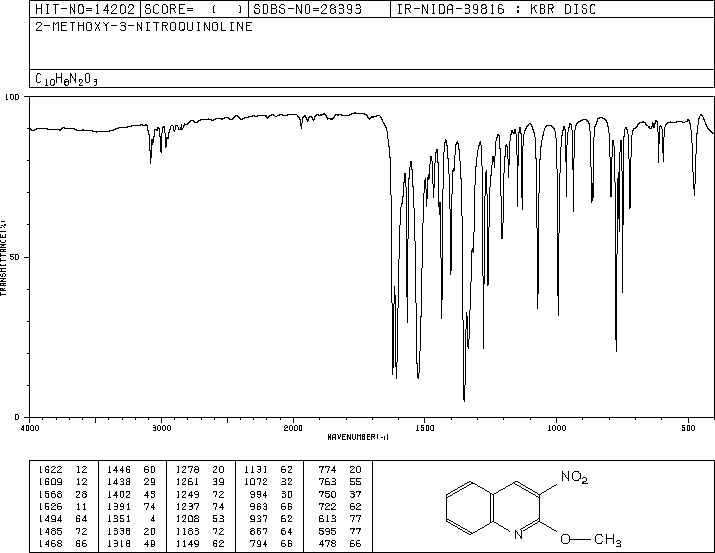 HIT-NO=14202 SCORE= ( ) SDBS-NO=28393 IR-NIDA-39816 : KBR DISC
2-METHOXY-3-NITROQUINOLINE
C10H8N2O3
100
50
0
TRANSMITTANCE(%)
4000 3000 2000 1500 1000 500
WAVENUMBER(-1)
1622 12 1446 60 1278 20 1131 62 774 20
1609 12 1438 29 1261 39 1072 32 763 55
1568 28 1402 43 1249 72 994 30 750 37
1526 11 1391 74 1237 74 963 66 722 62
1494 64 1351 4 1208 53 937 62 613 77
1485 72 1338 20 1183 72 867 64 595 77
1468 66 1318 49 1149 62 794 66 478 66
NO2
N
O
CH3